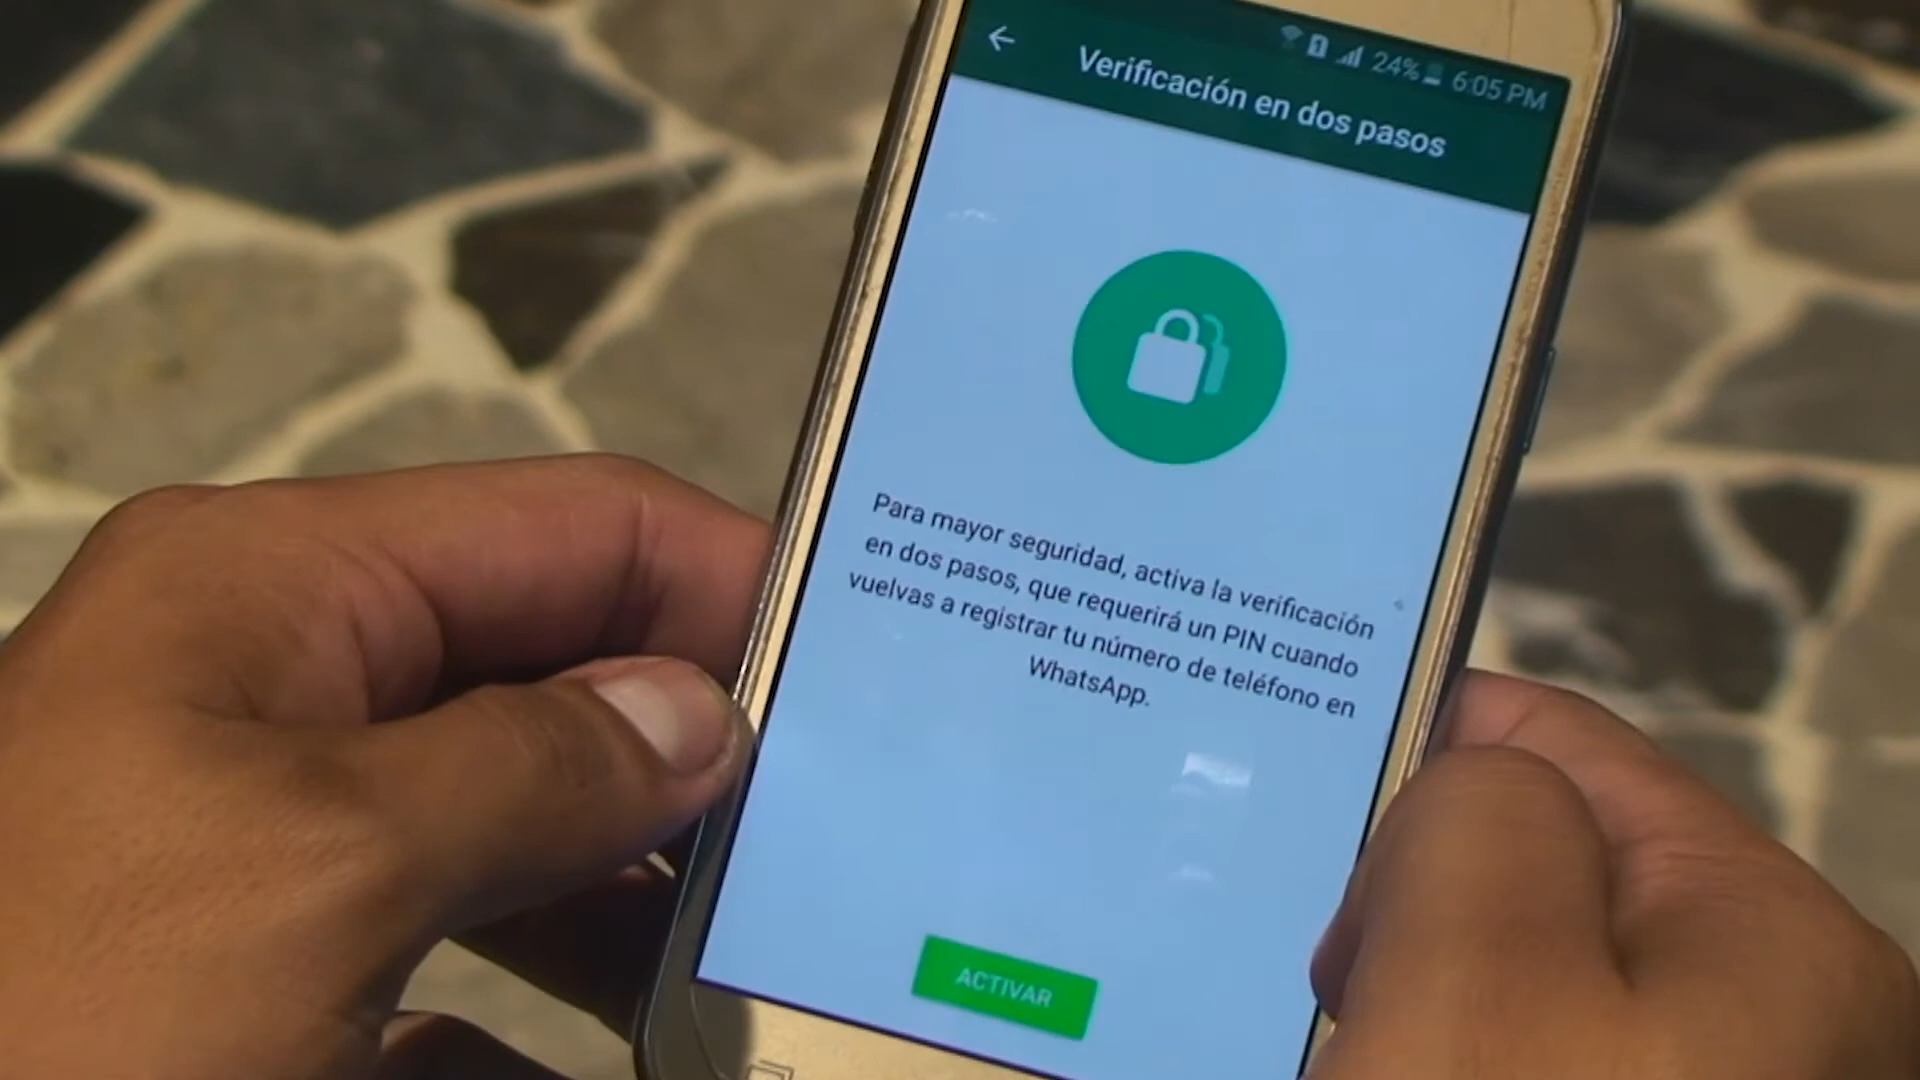 24% 6:05 PM
Verificación en dos pasos
Para mayor seguridad, activa la verificación
en dos pasos, que requerirá un PIN cuando
vuelvas a registrar tu número de teléfono en
WhatsApp.
ACTIVAR